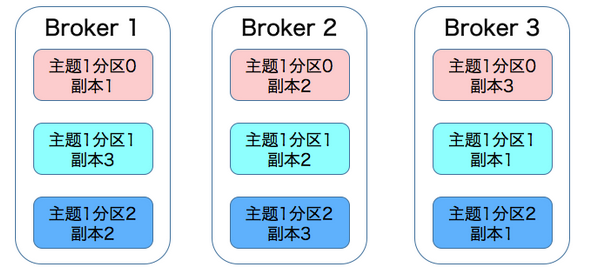 Broker 1
主题1分区0
副本1
主题1分区1
副本3
主题1分区2
副本2
Broker 2
主题1分区0
副本2
主题1分区1
副本2
主题1分区2
副本3
Broker 3
主题1分区0
副本3
主题1分区1
副本1
主题1分区2
副本1